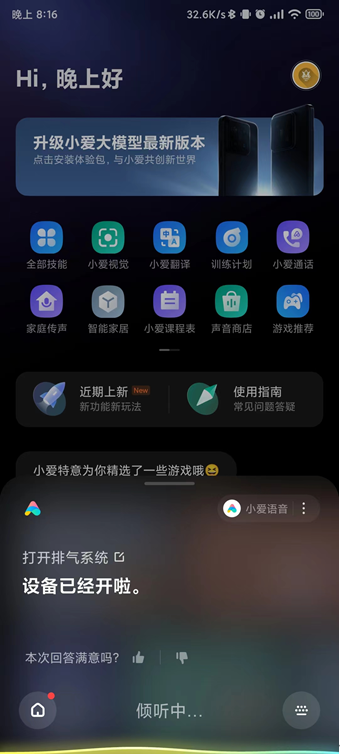 晚上 8:16
32.6K/s
100
Hi, 晚上好
升级小爱大模型最新版本
点击安装体验包，与小爱共创新世界
全部技能
小爱视觉
小爱翻译
训练计划
小爱通话
家庭传声
智能家居
小爱课程表
声音商店
游戏推荐
近期上新 New
新功能新玩法
使用指南
常见问题答疑
小爱特意为你精选了一些游戏哦😆
小爱语音
打开排气系统
设备已经开啦。
本次回答满意吗？
倾听中...